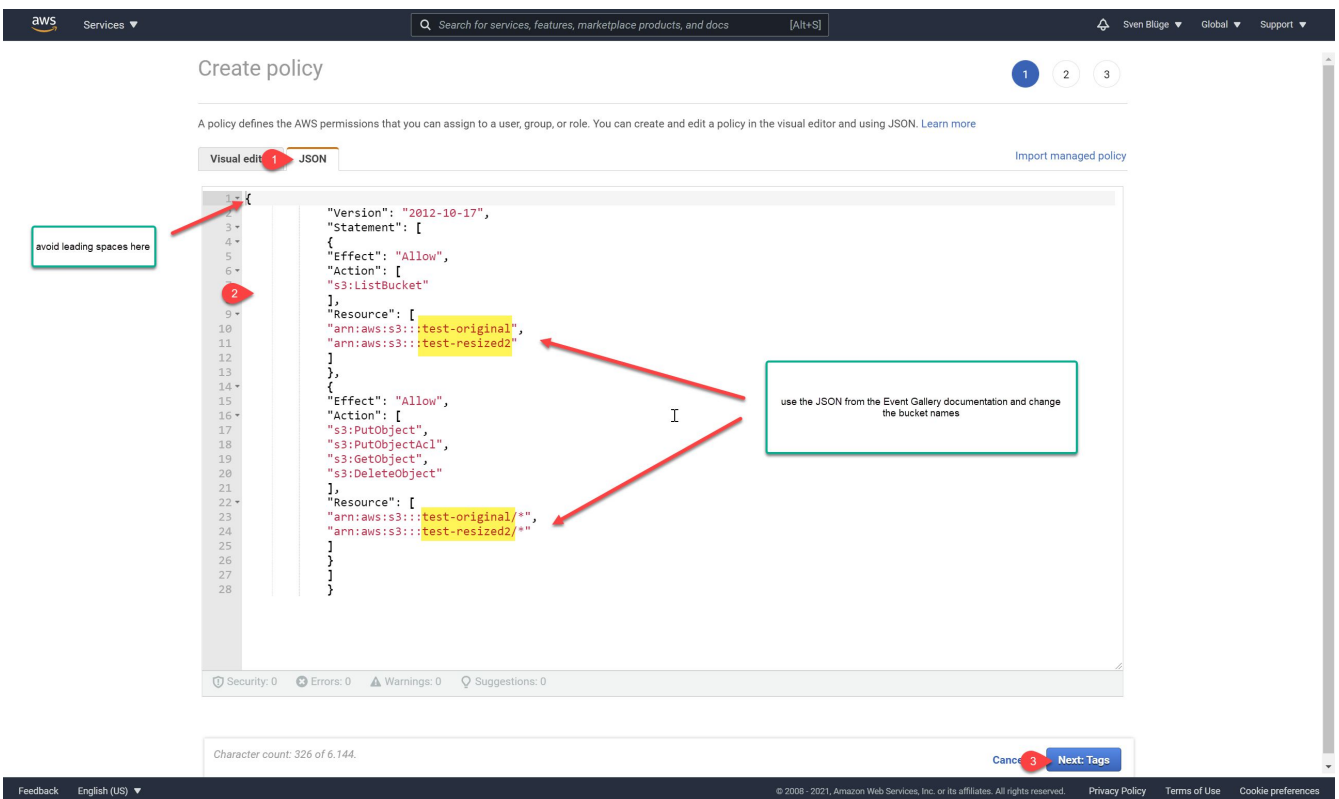 aws Services ▼ Search for services, features, marketplace products, and docs [Alt+S] Sven Blüge ▼ Global ▼ Support ▼
Create policy 1 2 3
A policy defines the AWS permissions that you can assign to a user, group, or role. You can create and edit a policy in the visual editor and using JSON. Learn more
Visual edit 1 JSON Import managed policy
avoid leading spaces here
1 {
2 "Version": "2012-10-17",
3 "Statement": [
4 {
5 "Effect": "Allow",
6 "Action": [
"s3:ListBucket"
2 ],
9 "Resource": [
10 "arn:aws:s3:::test-original",
11 "arn:aws:s3:::test-resized2"
12 ]
13 },
14 {
15 "Effect": "Allow",
16 "Action": [
17 "s3:PutObject",
18 "s3:PutObjectAcl",
19 "s3:GetObject",
20 "s3:DeleteObject"
21 ],
22 "Resource": [
23 "arn:aws:s3:::test-original/*",
24 "arn:aws:s3:::test-resized2/*"
25 ]
26 }
27 ]
28 }
use the JSON from the Event Gallery documentation and change
the bucket names
Security: 0 Errors: 0 Warnings: 0 Suggestions: 0
Character count: 326 of 6.144.
Cance 3 Next: Tags
Feedback English (US) ▼ © 2008 - 2021, Amazon Web Services, Inc. or its affiliates. All rights reserved. Privacy Policy Terms of Use Cookie preferences